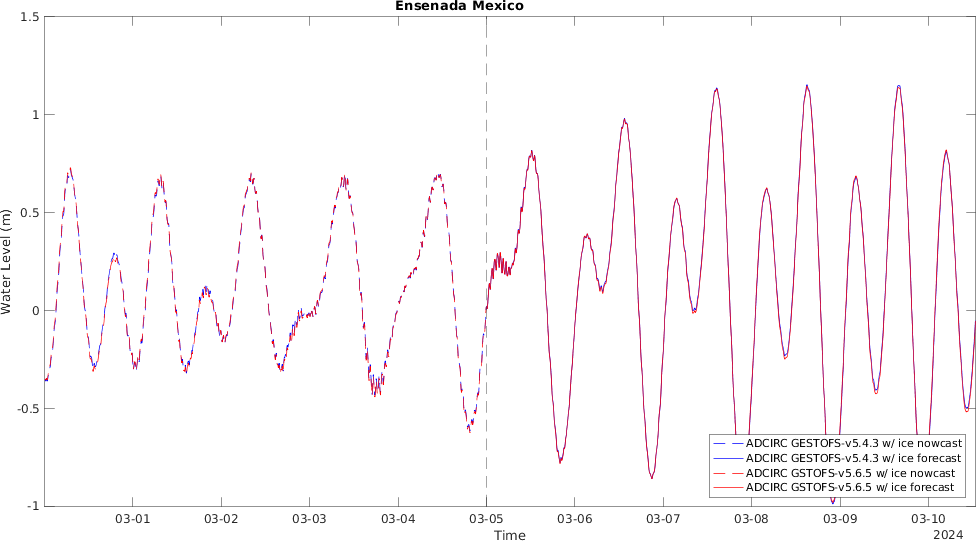 Ensenada Mexico
Water Level (m)
1.5
1
0.5
0
-0.5
-1
03-01 03-02 03-03 03-04 03-05 03-06 03-07 03-08 03-09 03-10
Time
2024
ADCIRC GESTOFS-v5.4.3 w/ ice nowcast
ADCIRC GESTOFS-v5.4.3 w/ ice forecast
ADCIRC GSTOFS-v5.6.5 w/ ice nowcast
ADCIRC GSTOFS-v5.6.5 w/ ice forecast